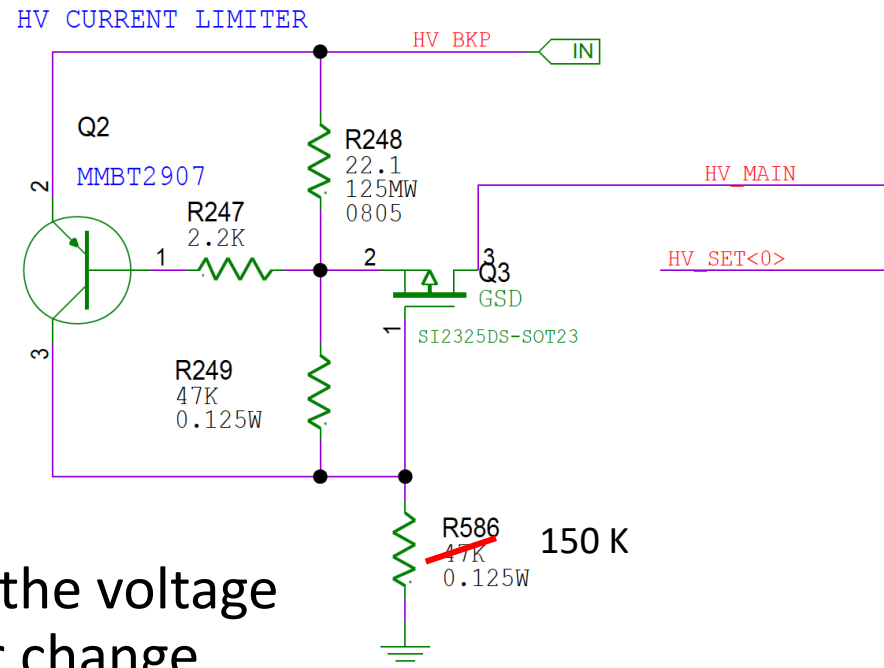 HV CURRENT LIMITER
HV_BKP
IN
Q2
MMBT2907
2
R248
22.1
125MW
0805
HV_MAIN
R247
2.2K
1
2
3
Q3
GSD
HV_SET<0>
1
SI2325DS-SOT23
3
R249
47K
0.125W
R586
47K
0.125W
150 K
the voltage
change